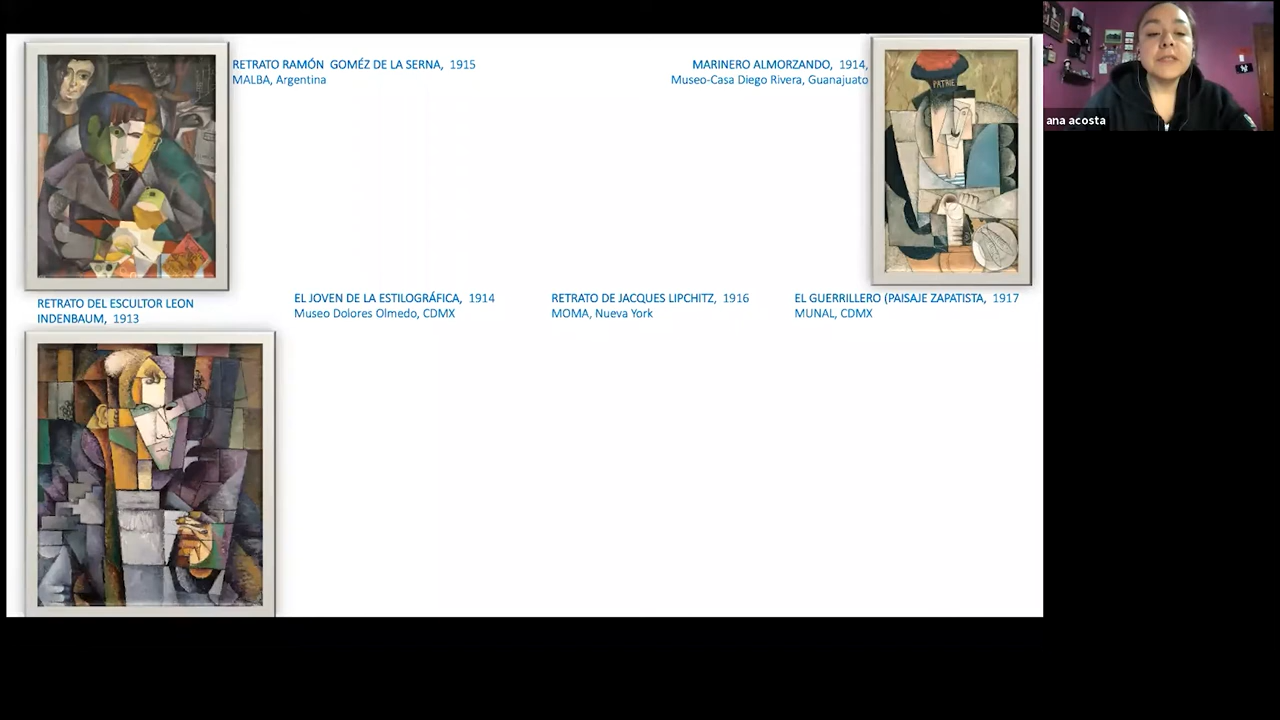 RETRATO RAMÓN GOMÉZ DE LA SERNA, 1915
MALBA, Argentina
MARINERO ALMORZANDO, 1914,
Museo-Casa Diego Rivera, Guanajuato
PATRIE
ana acosta
RETRATO DEL ESCULTOR LEON
INDENBAUM, 1913
EL JOVEN DE LA ESTILOGRÁFICA, 1914
Museo Dolores Olmedo, CDMX
RETRATO DE JACQUES LIPCHITZ, 1916
MOMA, Nueva York
EL GUERRILLERO (PAISAJE ZAPATISTA, 1917
MUNAL, CDMX